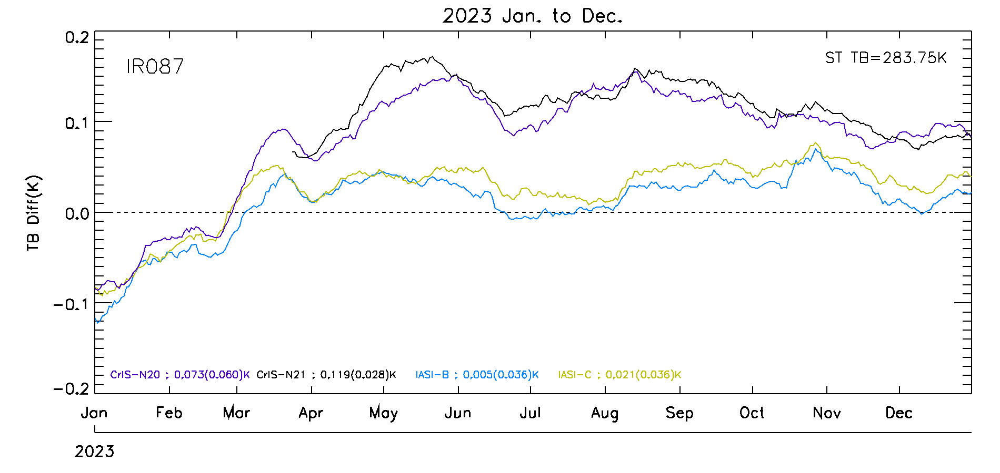 2023 Jan. to Dec.
IR087
ST TB=283.75K
0.2
0.1
0.0
-0.1
-0.2
TB Diff(K)
CrIS-N20 ; 0.073(0.060)K CrIS-N21 ; 0.119(0.028)K IASI-B ; 0.005(0.036)K IASI-C ; 0.021(0.036)K
Jan Feb Mar Apr May Jun Jul Aug Sep Oct Nov Dec
2023